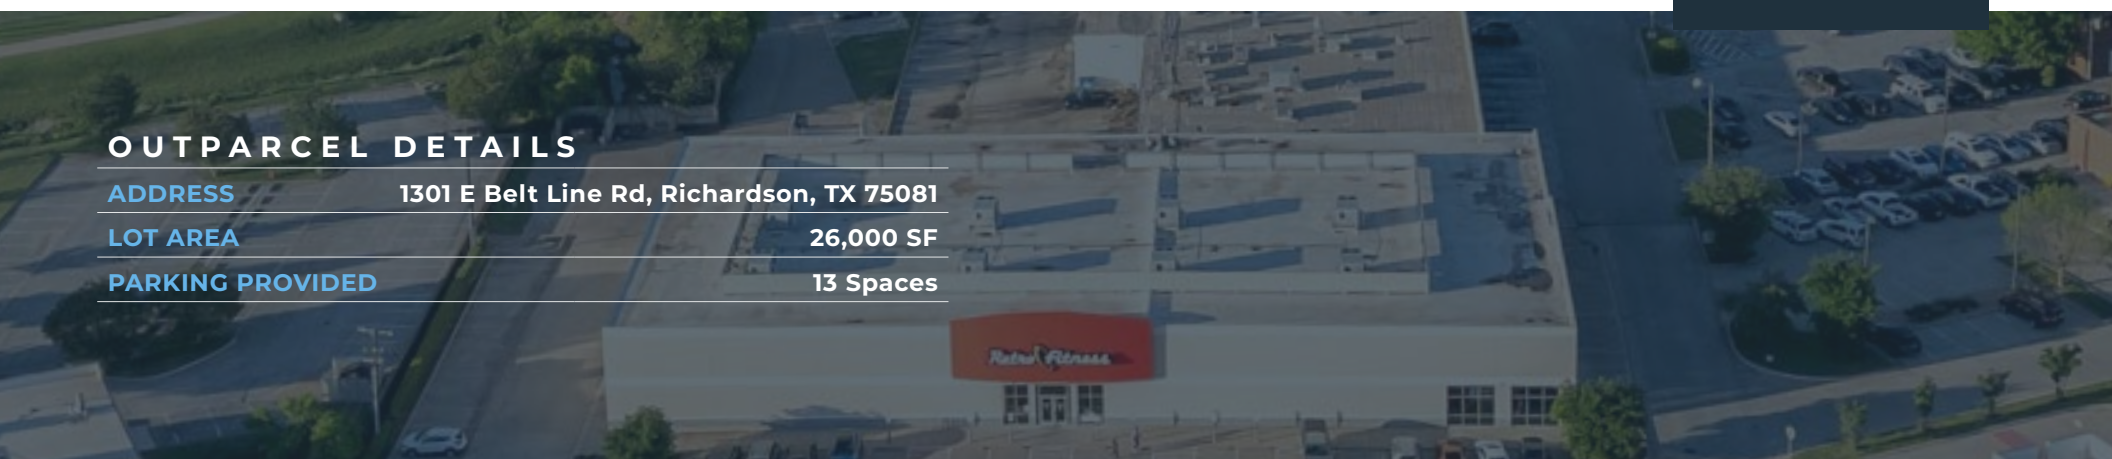 OUTPARCEL DETAILS
ADDRESS 1301 E Belt Line Rd, Richardson, TX 75081
LOT AREA 26,000 SF
PARKING PROVIDED 13 Spaces
Retro Fitness